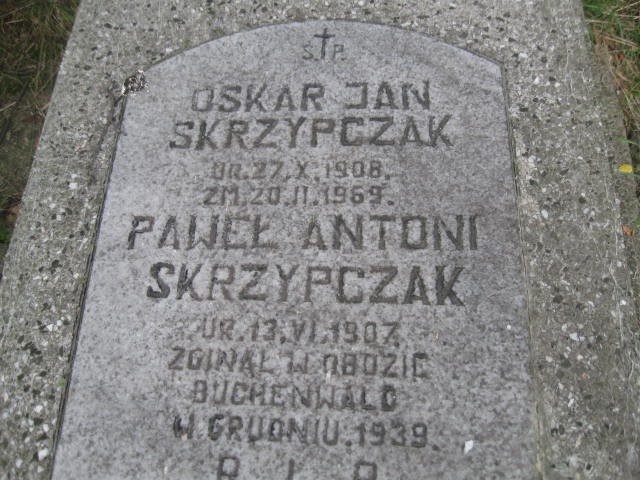 Ś.P.
OSKAR JAN
SKRZYPCZAK
UR.27.X.1908.
ZM.20.II.1969.
PAWEŁ ANTONI
SKRZYPCZAK
UR.13.VI.1907.
ZGINĄŁ W OBOZIE
BUCHENWALD
W GRUDNIU.1939.
R.I.P.